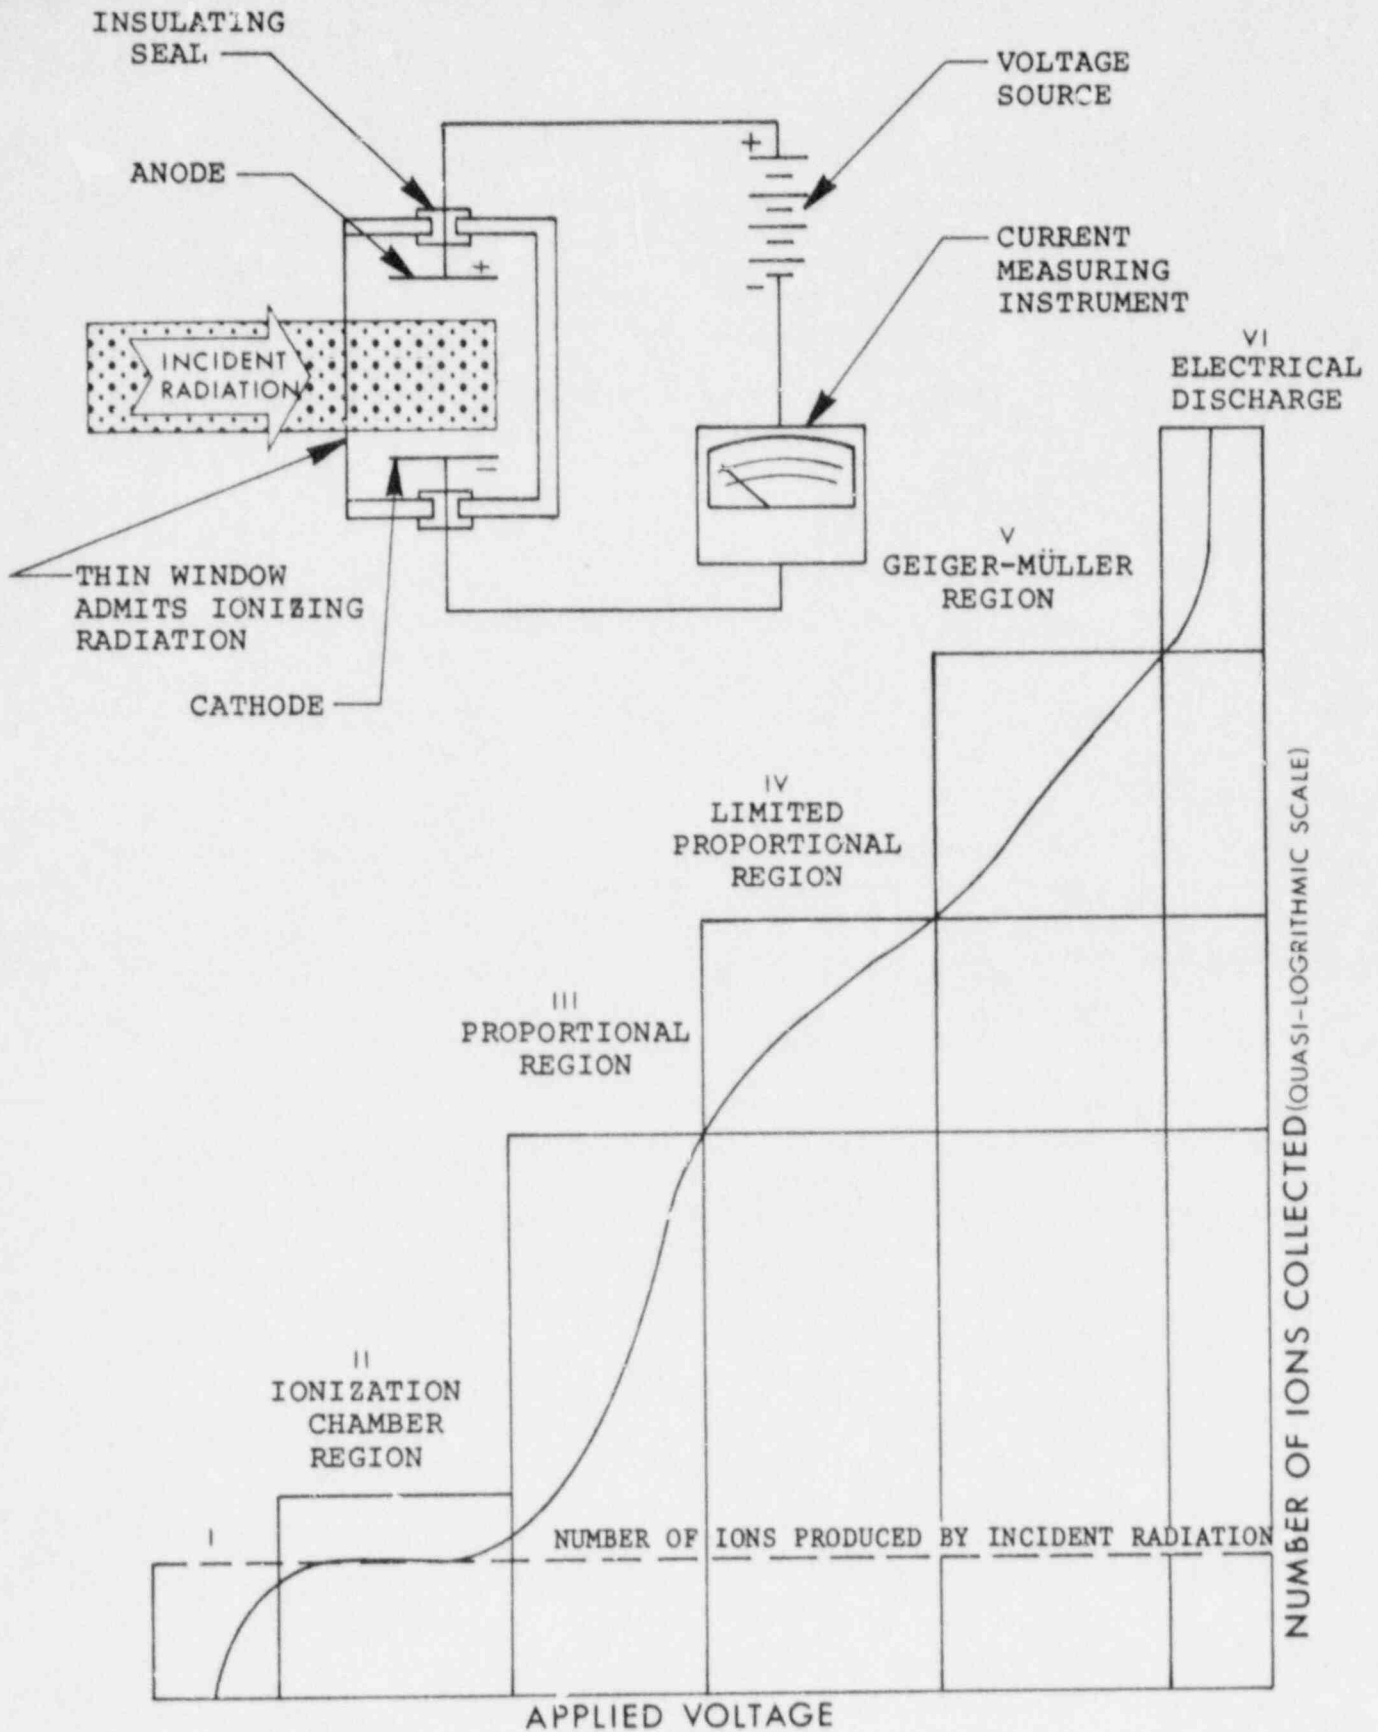 INSULATING
SEAL
VOLTAGE
SOURCE
ANODE
+
+
-
CURRENT
MEASURING
INSTRUMENT
INCIDENT
RADIATION
-
THIN WINDOW
ADMITS IONIZING
RADIATION
CATHODE
VI
ELECTRICAL
DISCHARGE
V
GEIGER-MÜLLER
REGION
IV
LIMITED
PROPORTIONAL
REGION
III
PROPORTIONAL
REGION
II
IONIZATION
CHAMBER
REGION
I
NUMBER OF IONS PRODUCED BY INCIDENT RADIATION
APPLIED VOLTAGE
NUMBER OF IONS COLLECTED (QUASI-LOGRITHMIC SCALE)